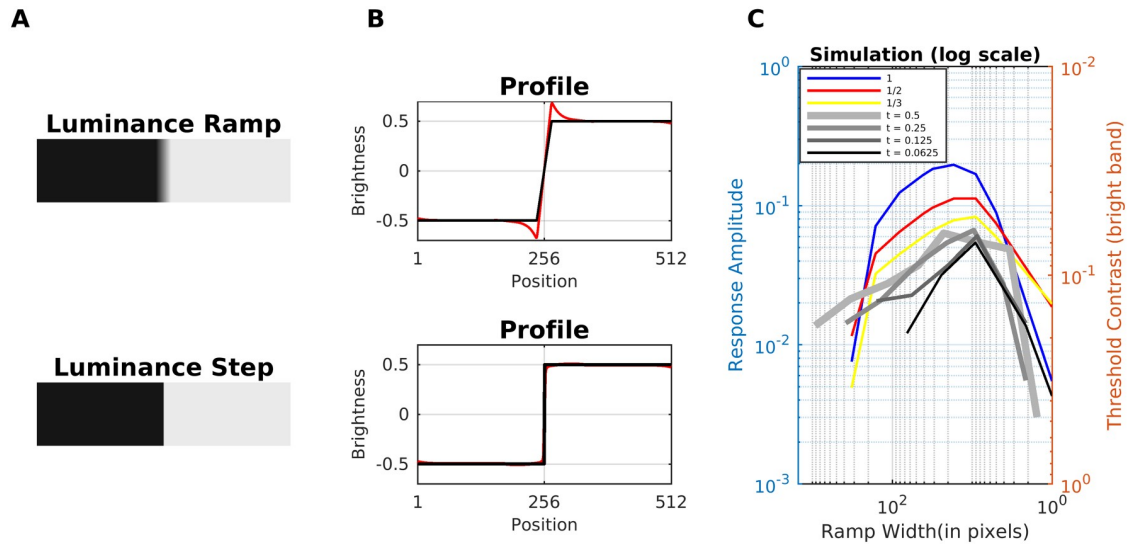 A
B
C
Luminance Ramp
Luminance Step
Profile
Brightness
0.5
0
-0.5
1
256
512
Position
Profile
Brightness
0.5
0
-0.5
1
256
512
Position
Simulation (log scale)
1
1/2
1/3
t = 0.5
t = 0.25
t = 0.125
t = 0.0625
Response Amplitude
10^0
10^-1
10^-2
10^-3
Threshold Contrast (bright band)
10^-2
10^-1
10^0
10^2
10^0
Ramp Width(in pixels)